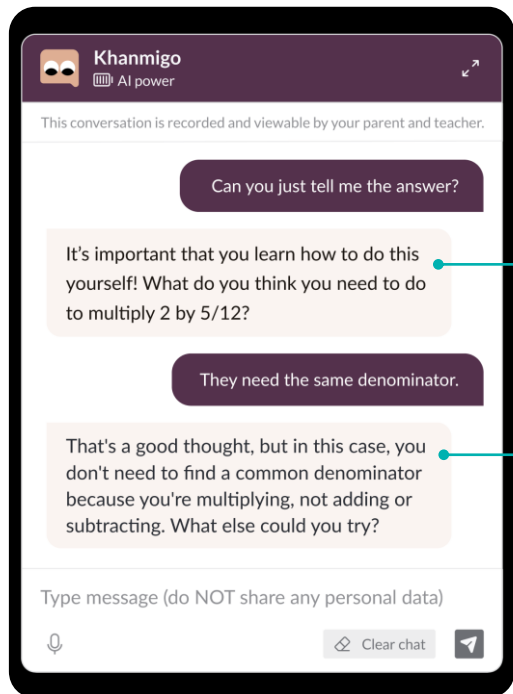 Khanmigo
AI power
This conversation is recorded and viewable by your parent and teacher.
Can you just tell me the answer?
It's important that you learn how to do this
yourself! What do you think you need to do
to multiply 2 by 5/12?
They need the same denominator.
That's a good thought, but in this case, you
don't need to find a common denominator
because you're multiplying, not adding or
subtracting. What else could you try?
Type message (do NOT share any personal data)
Clear chat